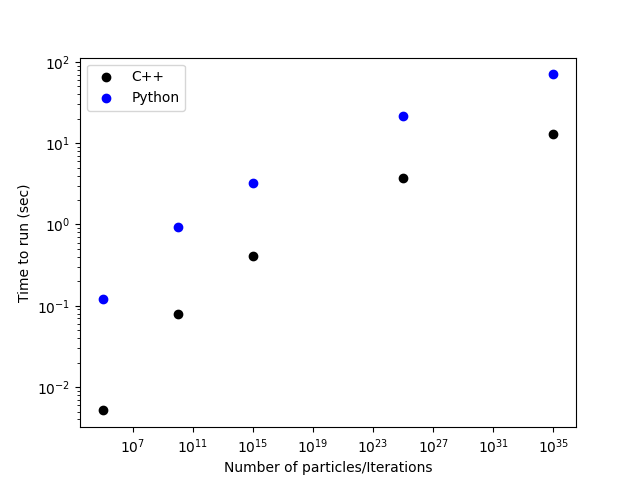 C++
Python
Time to run (sec)
10²
10¹
10⁰
10⁻¹
10⁻²
10⁷ 10¹¹ 10¹⁵ 10¹⁹ 10²³ 10²⁷ 10³¹ 10³⁵
Number of particles/Iterations